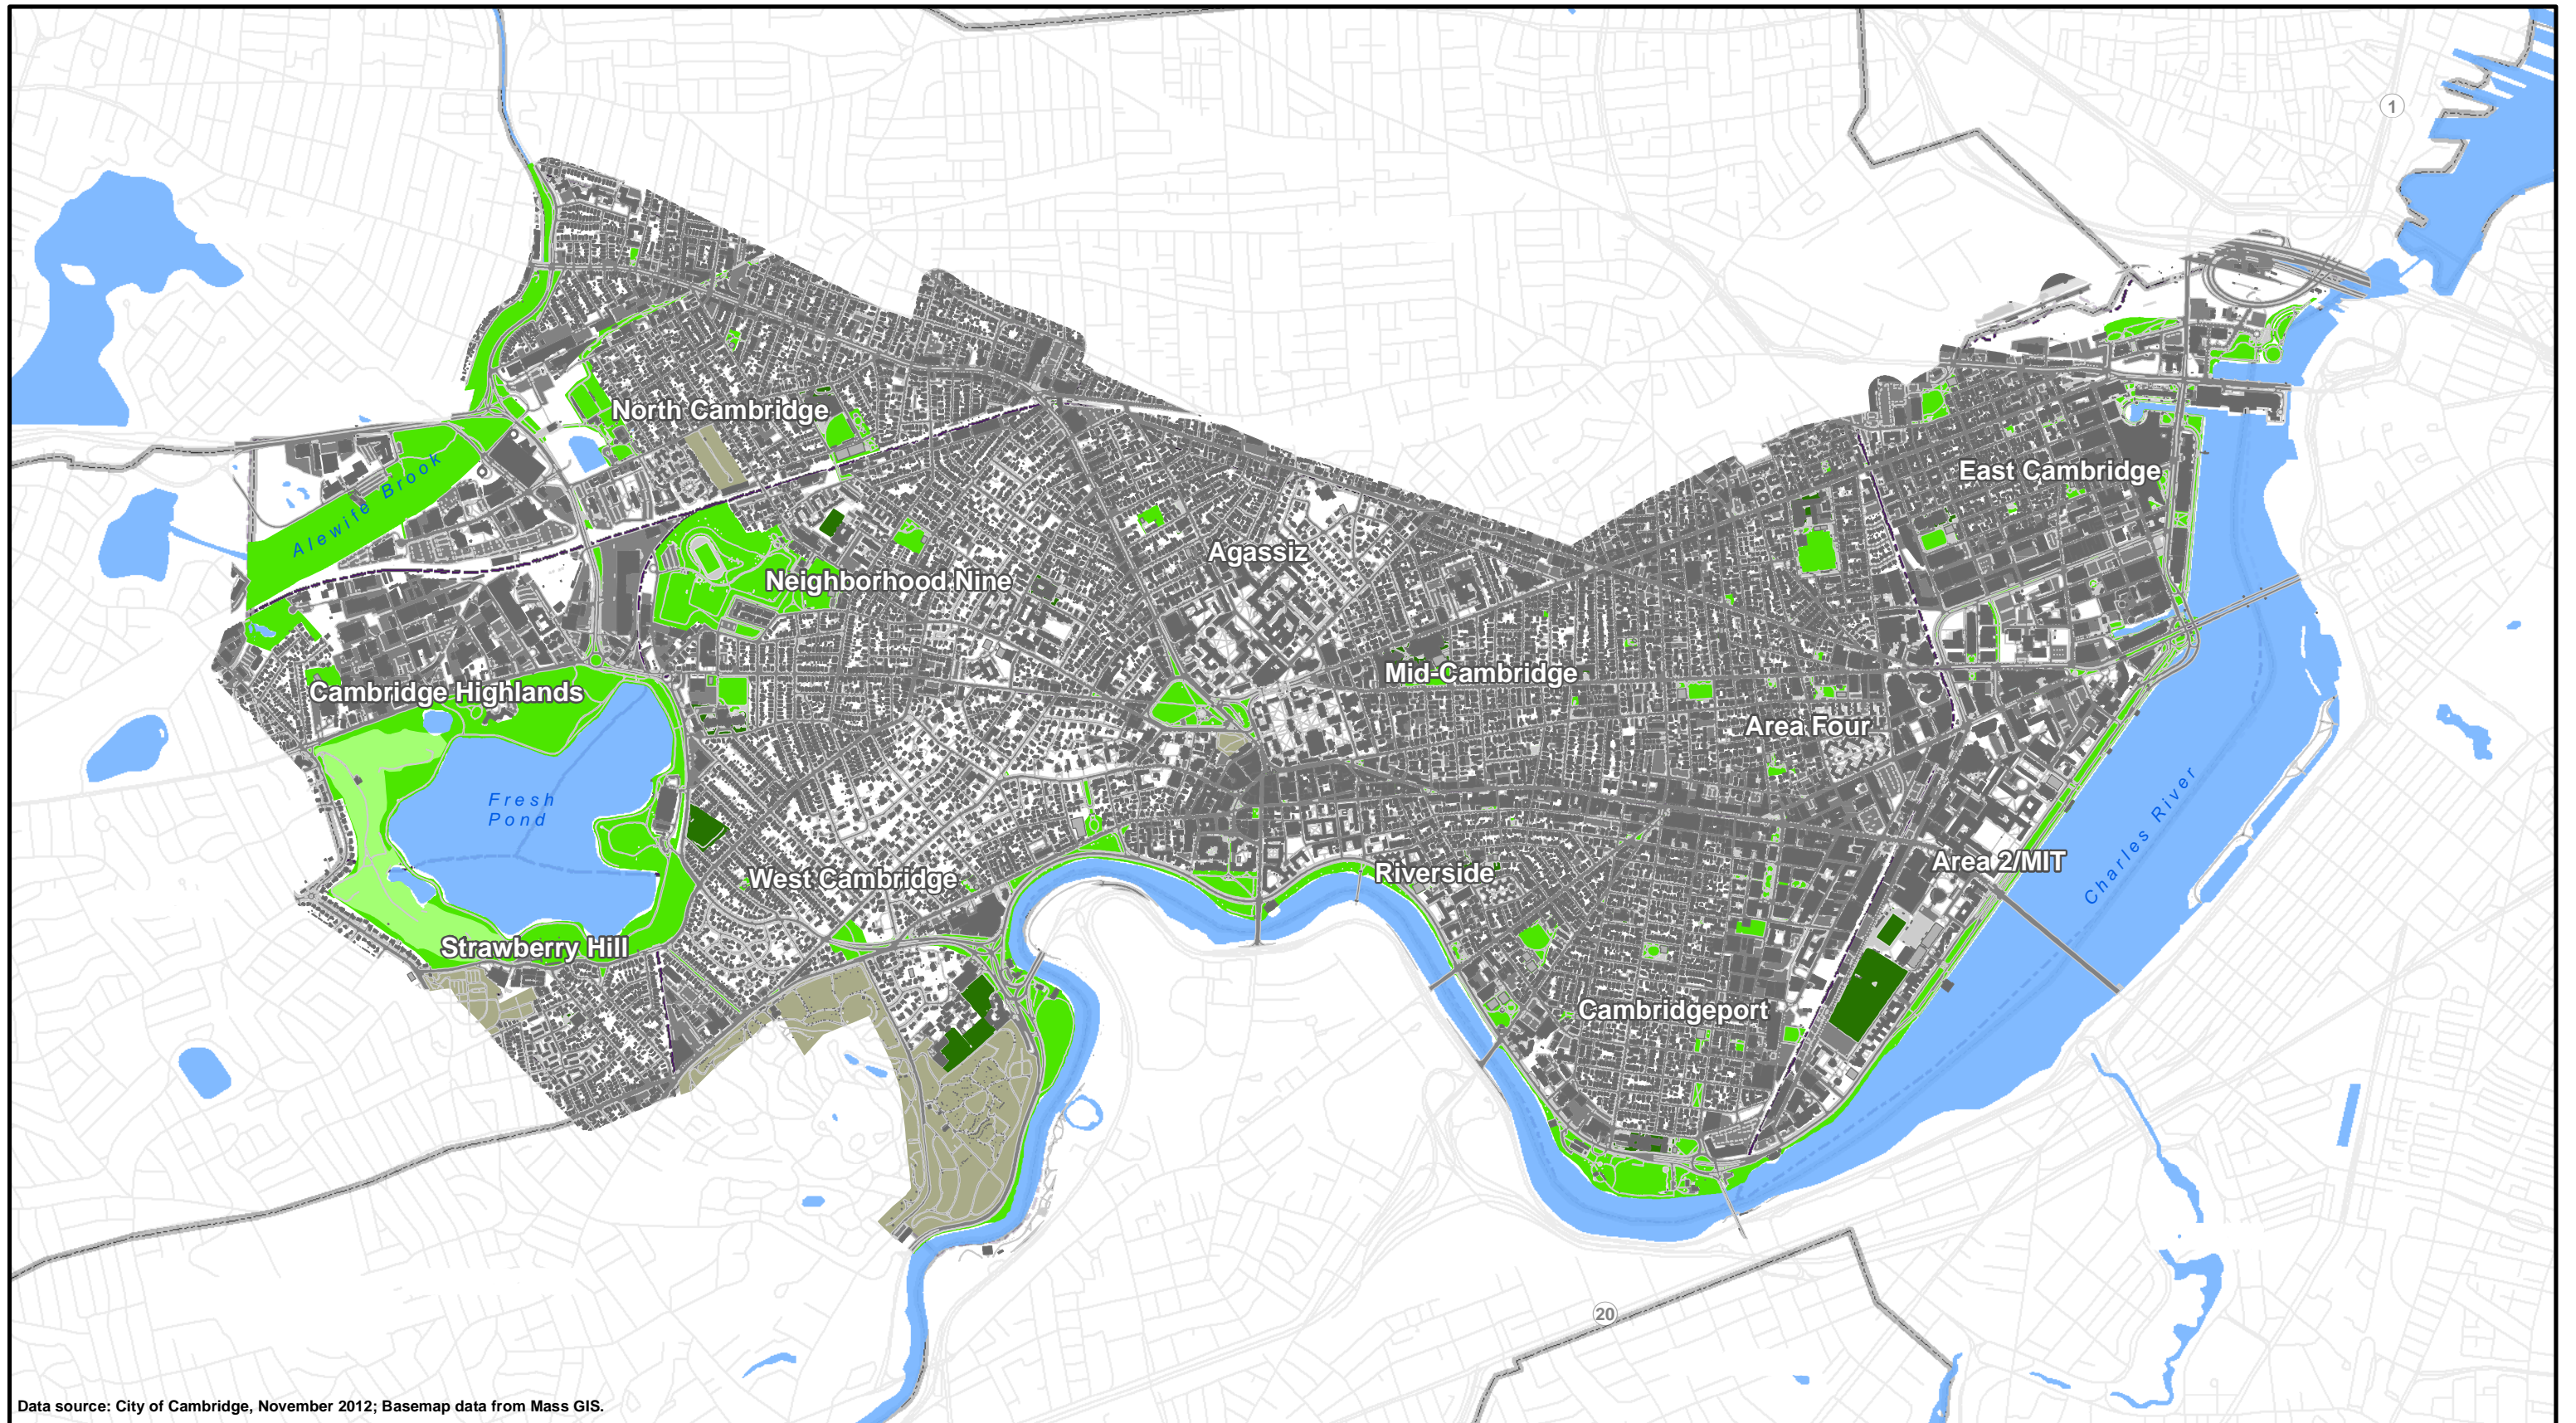 1
North Cambridge
Alewife Brook
East Cambridge
Agassiz
Neighborhood Nine
Mid-Cambridge
Cambridge Highlands
Area Four
Fresh
Pond
Charles River
Area 2/MIT
Riverside
West Cambridge
Strawberry Hill
Cambridgeport
20
Data source: City of Cambridge, November 2012; Basemap data from Mass GIS.